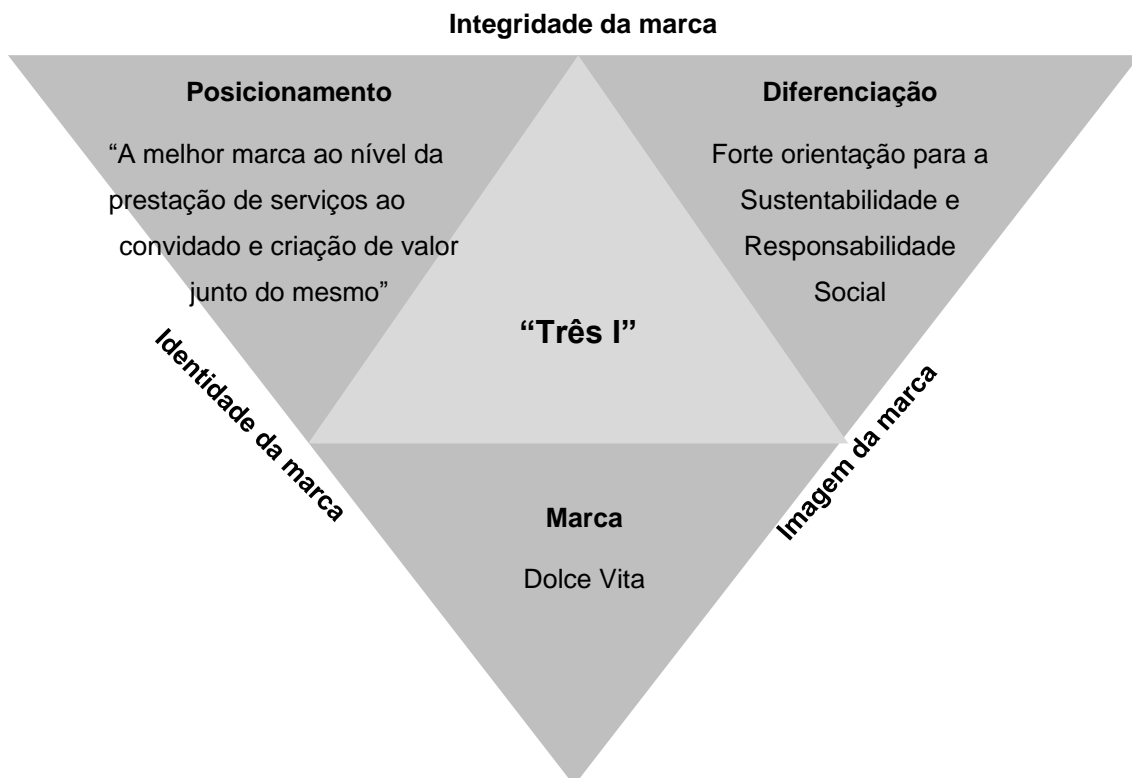 Integridade da marca
Posicionamento
“A melhor marca ao nível da
prestação de serviços ao
convidado e criação de valor
junto do mesmo”
Diferenciação
Forte orientação para a
Sustentabilidade e
Responsabilidade
Social
“Três I”
Identidade da marca
Imagem da marca
Marca
Dolce Vita